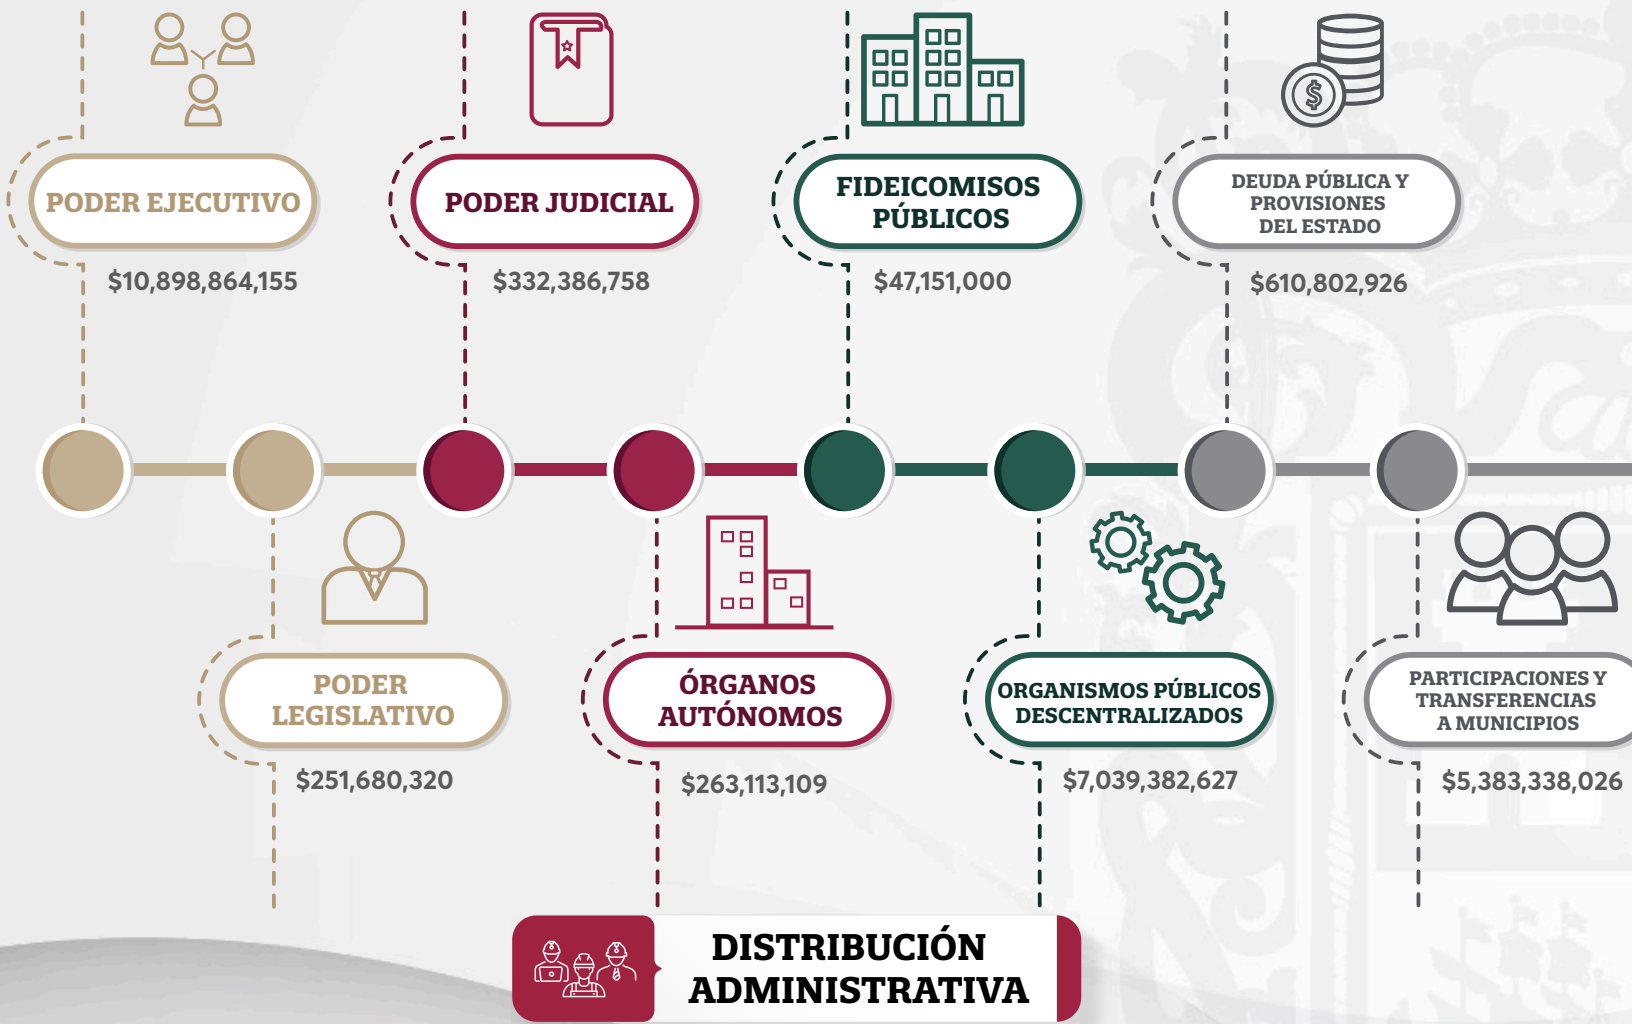 PODER EJECUTIVO
$10,898,864,155
PODER JUDICIAL
$332,386,758
FIDEICOMISOS
PÚBLICOS
$47,151,000
DEUDA PÚBLICA Y
PROVISIONES
DEL ESTADO
$610,802,926
PODER
LEGISLATIVO
$251,680,320
ÓRGANOS
AUTÓNOMOS
$263,113,109
ORGANISMOS PÚBLICOS
DESCENTRALIZADOS
$7,039,382,627
PARTICIPACIONES Y
TRANSFERENCIAS
A MUNICIPIOS
$5,383,338,026
DISTRIBUCIÓN
ADMINISTRATIVA